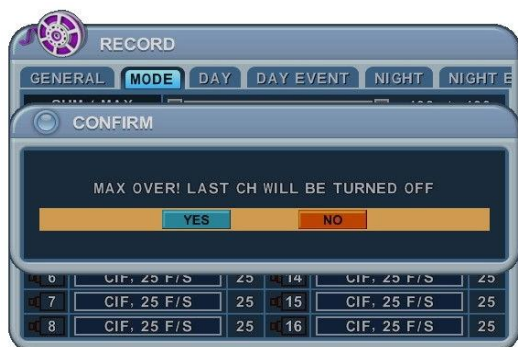 RECORD
GENERAL MODE DAY DAY EVENT NIGHT NIGHT E
CONFIRM
MAX OVER! LAST CH WILL BE TURNED OFF
YES NO
6 CIF, 25 F/S 25 14 CIF, 25 F/S 25
7 CIF, 25 F/S 25 15 CIF, 25 F/S 25
8 CIF, 25 F/S 25 16 CIF, 25 F/S 25